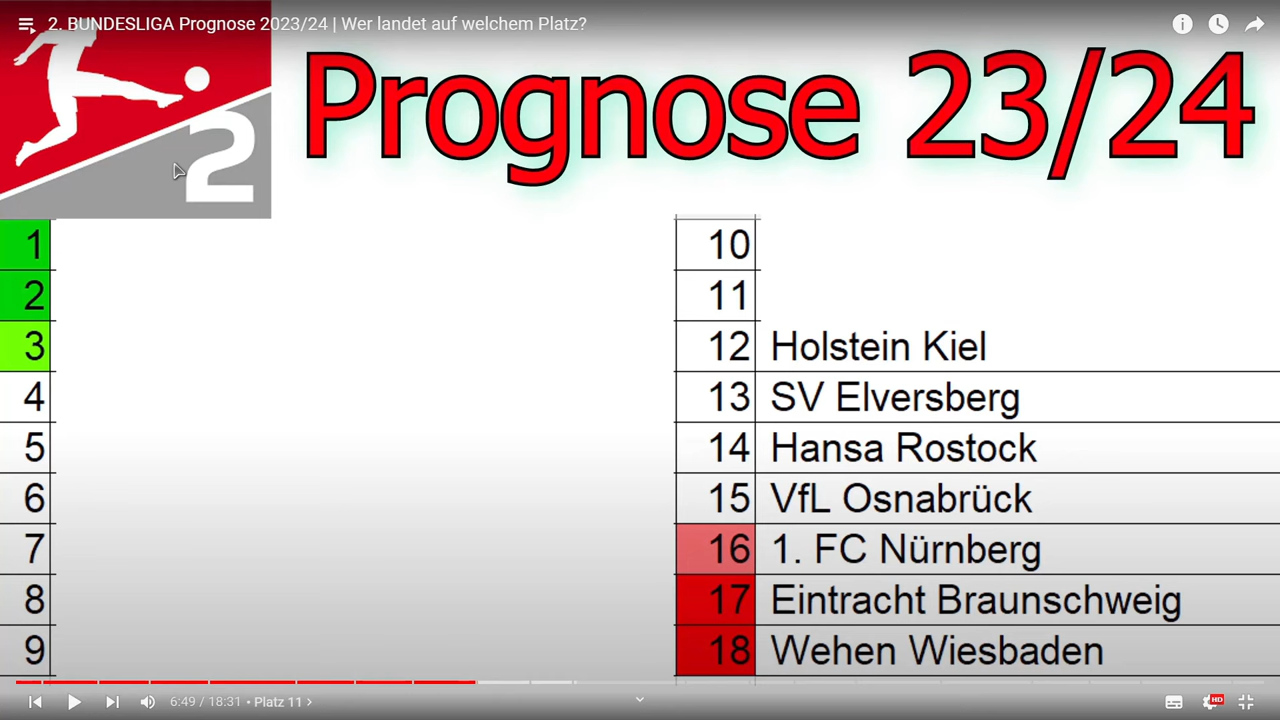 2. BUNDESLIGA Prognose 2023/24 | Wer landet auf welchem Platz?
2
Prognose 23/24
1
2
3
4
5
6
7
8
9
10
11
12 Holstein Kiel
13 SV Elversberg
14 Hansa Rostock
15 VfL Osnabrück
16 1. FC Nürnberg
17 Eintracht Braunschweig
18 Wehen Wiesbaden
6:49 / 18:31 • Platz 11 >
HD